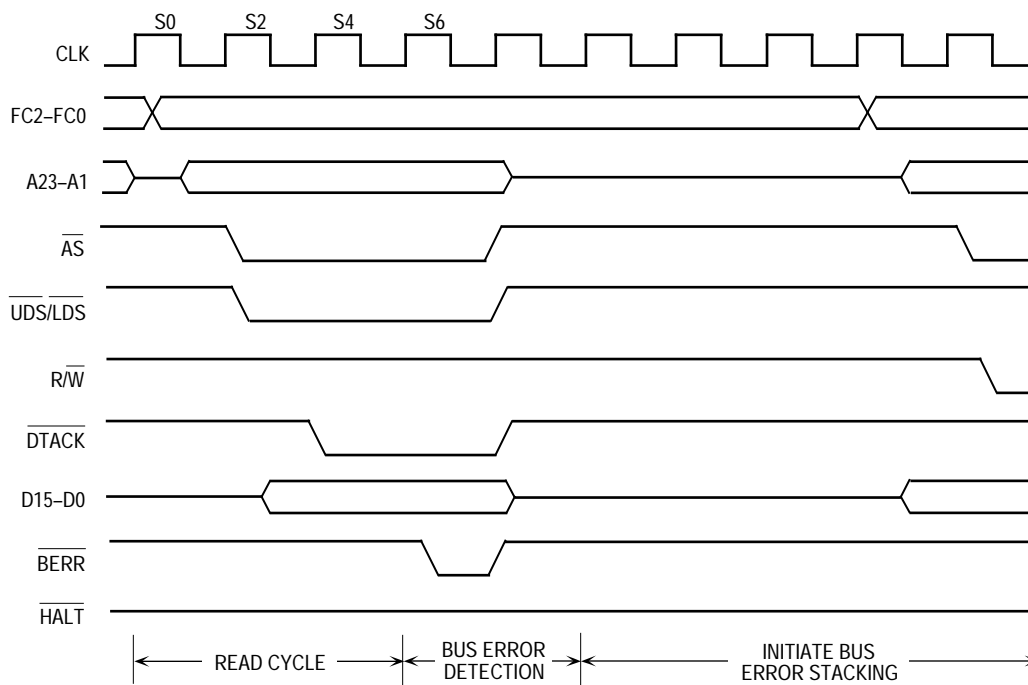 S0 S2 S4 S6
CLK
FC2–FC0
A23–A1
AS
UDS/LDS
R/W
DTACK
D15–D0
BERR
HALT
READ CYCLE
BUS ERROR
DETECTION
INITIATE BUS
ERROR STACKING